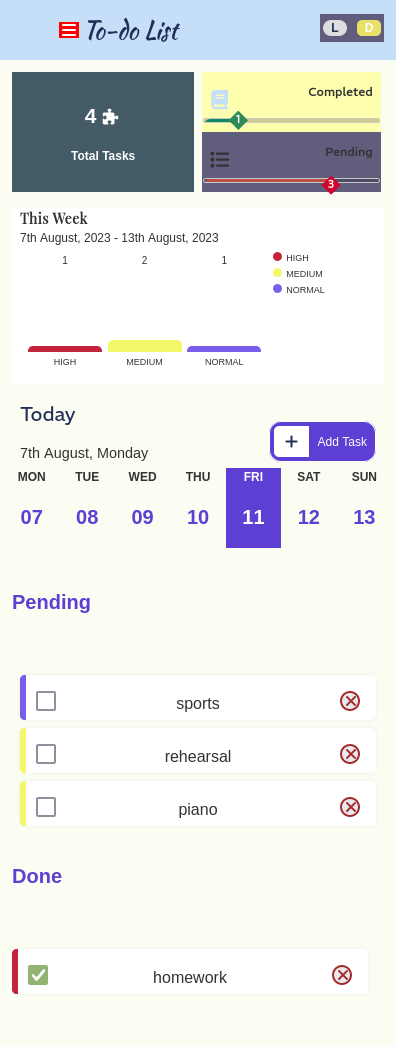 To-do List
L D
4
Total Tasks
Completed
1
Pending
3
This Week
7th August, 2023 - 13th August, 2023
1 2 1
HIGH
MEDIUM
NORMAL
HIGH MEDIUM NORMAL
Today
7th August, Monday
+ Add Task
MON TUE WED THU FRI SAT SUN
07 08 09 10 11 12 13
Pending
sports
rehearsal
piano
Done
homework